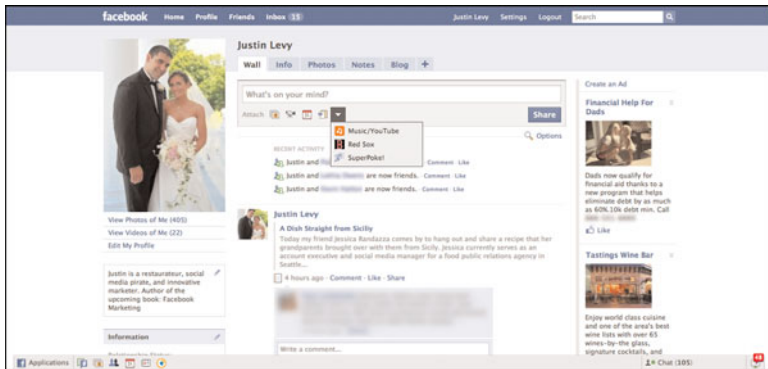 facebook Home Profile Friends Inbox 15 Justin Levy Settings Logout Search
Justin Levy
Wall Info Photos Notes Blog +
What's on your mind?
Attach Share
Music/YouTube
Red Sox
SuperPoke!
Options
RECENT ACTIVITY
Justin and are now friends. · Comment · Like
Justin and are now friends. · Comment · Like
Justin and are now friends. · Comment · Like
View Photos of Me (405)
View Videos of Me (22)
Edit My Profile
Justin is a restaurateur, social
media pirate, and innovative
marketer. Author of the
upcoming book: Facebook
Marketing
Information
Justin Levy
A Dish Straight from Sicily
Today my friend Jessica Randazza comes by to hang out and share a recipe that her
grandparents brought over with them from Sicily. Jessica currently serves as an
account executive and social media manager for a food public relations agency in
Seattle...
4 hours ago · Comment · Like · Share
Write a comment...
Create an Ad
Financial Help For
Dads
Dads now qualify for
financial aid thanks to a
new program that helps
eliminate debt by as much
as 60%.10k debt min. Call
Like
Tastings Wine Bar
Enjoy world class cuisine
and one of the area's best
wine lists with over 65
wines-by-the glass,
signature cocktails, and
Applications Chat (105)